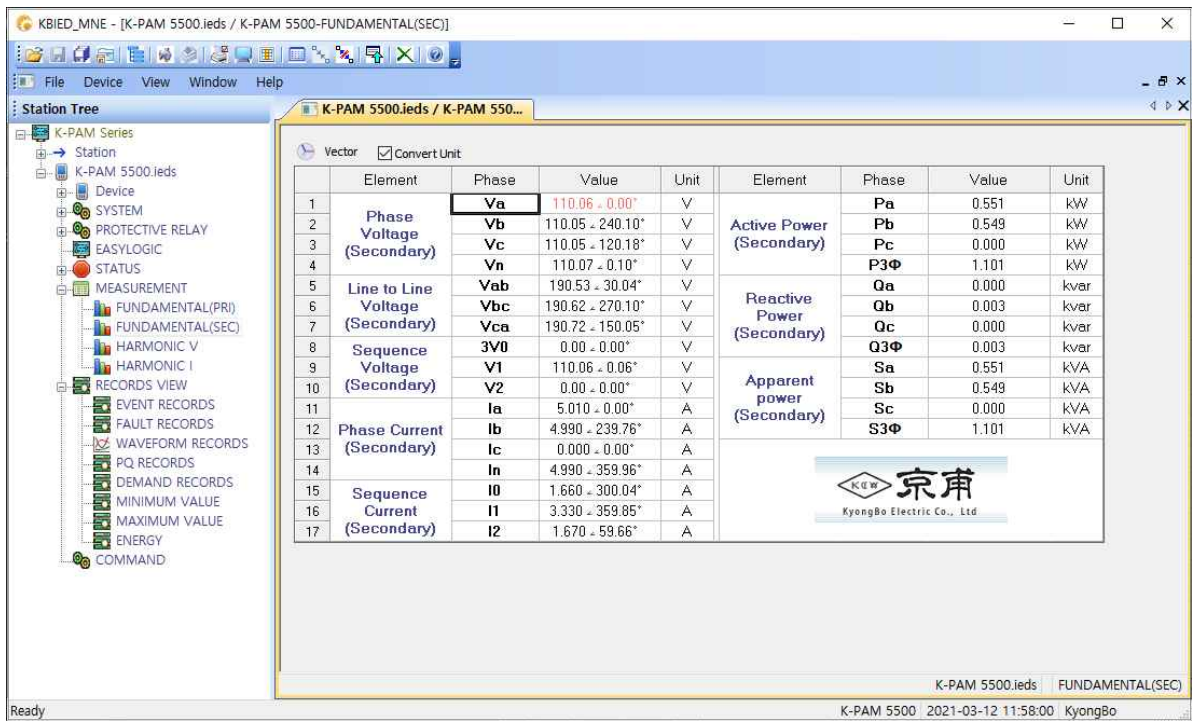 KBIED_MNE - [K-PAM 5500.ieds / K-PAM 5500-FUNDAMENTAL(SEC)]
File Device View Window Help
Station Tree
K-PAM Series
Station
K-PAM 5500.ieds
Device
SYSTEM
PROTECTIVE RELAY
EASYLOGIC
STATUS
MEASUREMENT
FUNDAMENTAL(PRI)
FUNDAMENTAL(SEC)
HARMONIC V
HARMONIC I
RECORDS VIEW
EVENT RECORDS
FAULT RECORDS
WAVEFORM RECORDS
PQ RECORDS
DEMAND RECORDS
MINIMUM VALUE
MAXIMUM VALUE
ENERGY
COMMAND
K-PAM 5500.ieds / K-PAM 550...
Vector Convert Unit
Element Phase Value Unit Element Phase Value Unit
Phase Voltage (Secondary)
1 Va 110.06 ∠ 0.00° V
2 Vb 110.05 ∠ 240.10° V
3 Vc 110.05 ∠ 120.18° V
4 Vn 110.07 ∠ 0.10° V
Line to Line Voltage (Secondary)
5 Vab 190.53 ∠ 30.04° V
6 Vbc 190.62 ∠ 270.10° V
7 Vca 190.72 ∠ 150.05° V
Sequence Voltage (Secondary)
8 3V0 0.00 ∠ 0.00° V
9 V1 110.06 ∠ 0.06° V
10 V2 0.00 ∠ 0.00° V
Phase Current (Secondary)
11 Ia 5.010 ∠ 0.00° A
12 Ib 4.990 ∠ 239.76° A
13 Ic 0.000 ∠ 0.00° A
14 In 4.990 ∠ 359.96° A
Sequence Current (Secondary)
15 I0 1.660 ∠ 300.04° A
16 I1 3.330 ∠ 359.85° A
17 I2 1.670 ∠ 59.66° A
Active Power (Secondary)
Pa 0.551 kW
Pb 0.549 kW
Pc 0.000 kW
P3Φ 1.101 kW
Reactive Power (Secondary)
Qa 0.000 kvar
Qb 0.003 kvar
Qc 0.000 kvar
Q3Φ 0.003 kvar
Apparent power (Secondary)
Sa 0.551 kVA
Sb 0.549 kVA
Sc 0.000 kVA
S3Φ 1.101 kVA
京甫
KyongBo Electric Co., Ltd
K-PAM 5500.ieds FUNDAMENTAL(SEC)
Ready K-PAM 5500 2021-03-12 11:58:00 KyongBo